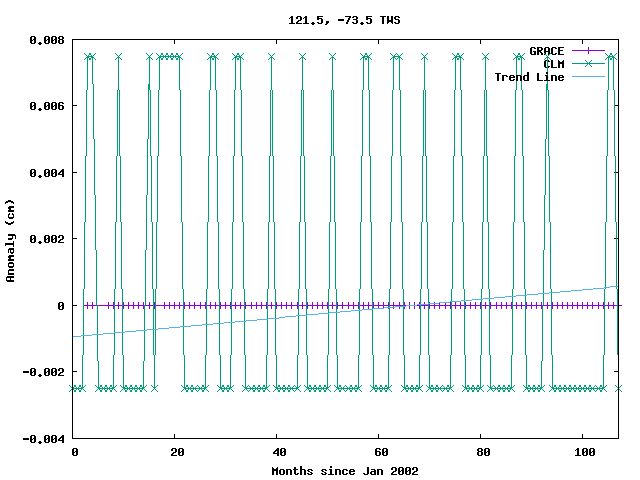 121.5, -73.5 TWS
GRACE
CLM
Trend Line
0.008
0.006
0.004
0.002
0
-0.002
-0.004
Anomaly (cm)
0 20 40 60 80 100
Months since Jan 2002